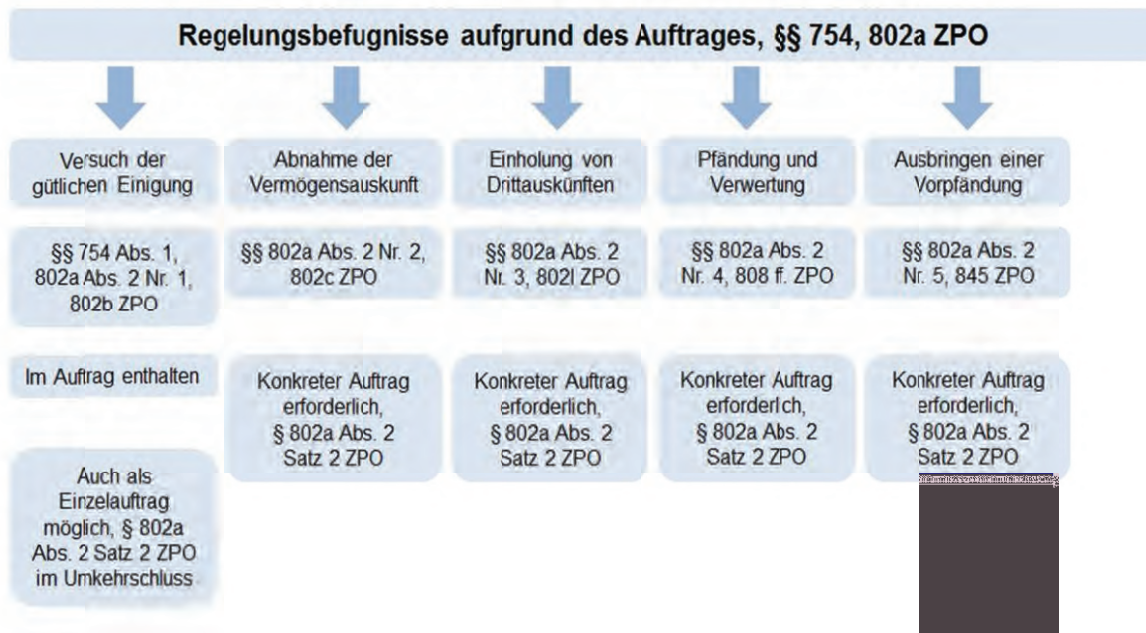 Regelungsbefugnisse aufgrund des Auftrages, §§ 754, 802a ZPO
Versuch der
gütlichen Einigung
§§ 754 Abs. 1,
802a Abs. 2 Nr. 1,
802b ZPO
Im Auftrag enthalten
Auch als
Einzelauftrag
möglich, § 802a
Abs. 2 Satz 2 ZPO
im Umkehrschluss
Abnahme der
Vermögensauskunft
§§ 802a Abs. 2 Nr. 2,
802c ZPO
Konkreter Auftrag
erforderlich,
§ 802a Abs. 2
Satz 2 ZPO
Einholung von
Drittauskünften
§§ 802a Abs. 2
Nr. 3, 802l ZPO
Konkreter Auftrag
erforderlich,
§ 802a Abs. 2
Satz 2 ZPO
Pfändung und
Verwertung
§§ 802a Abs. 2
Nr. 4, 808 ff. ZPO
Konkreter Auftrag
erforderlich,
§ 802a Abs. 2
Satz 2 ZPO
Ausbringen einer
Vorpfändung
§§ 802a Abs. 2
Nr. 5, 845 ZPO
Konkreter Auftrag
erforderlich,
§ 802a Abs. 2
Satz 2 ZPO